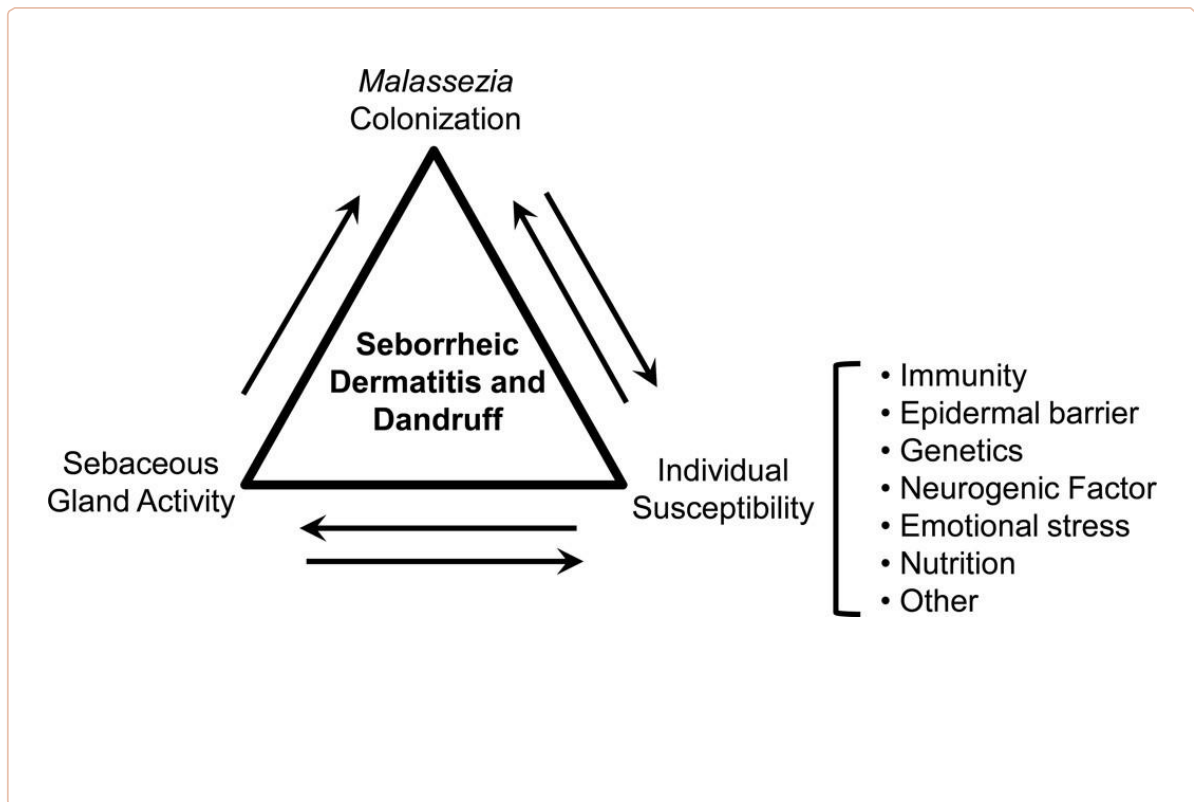 Malassezia
Colonization
Seborrheic
Dermatitis and
Dandruff
Sebaceous
Gland Activity
Individual
Susceptibility
• Immunity
• Epidermal barrier
• Genetics
• Neurogenic Factor
• Emotional stress
• Nutrition
• Other